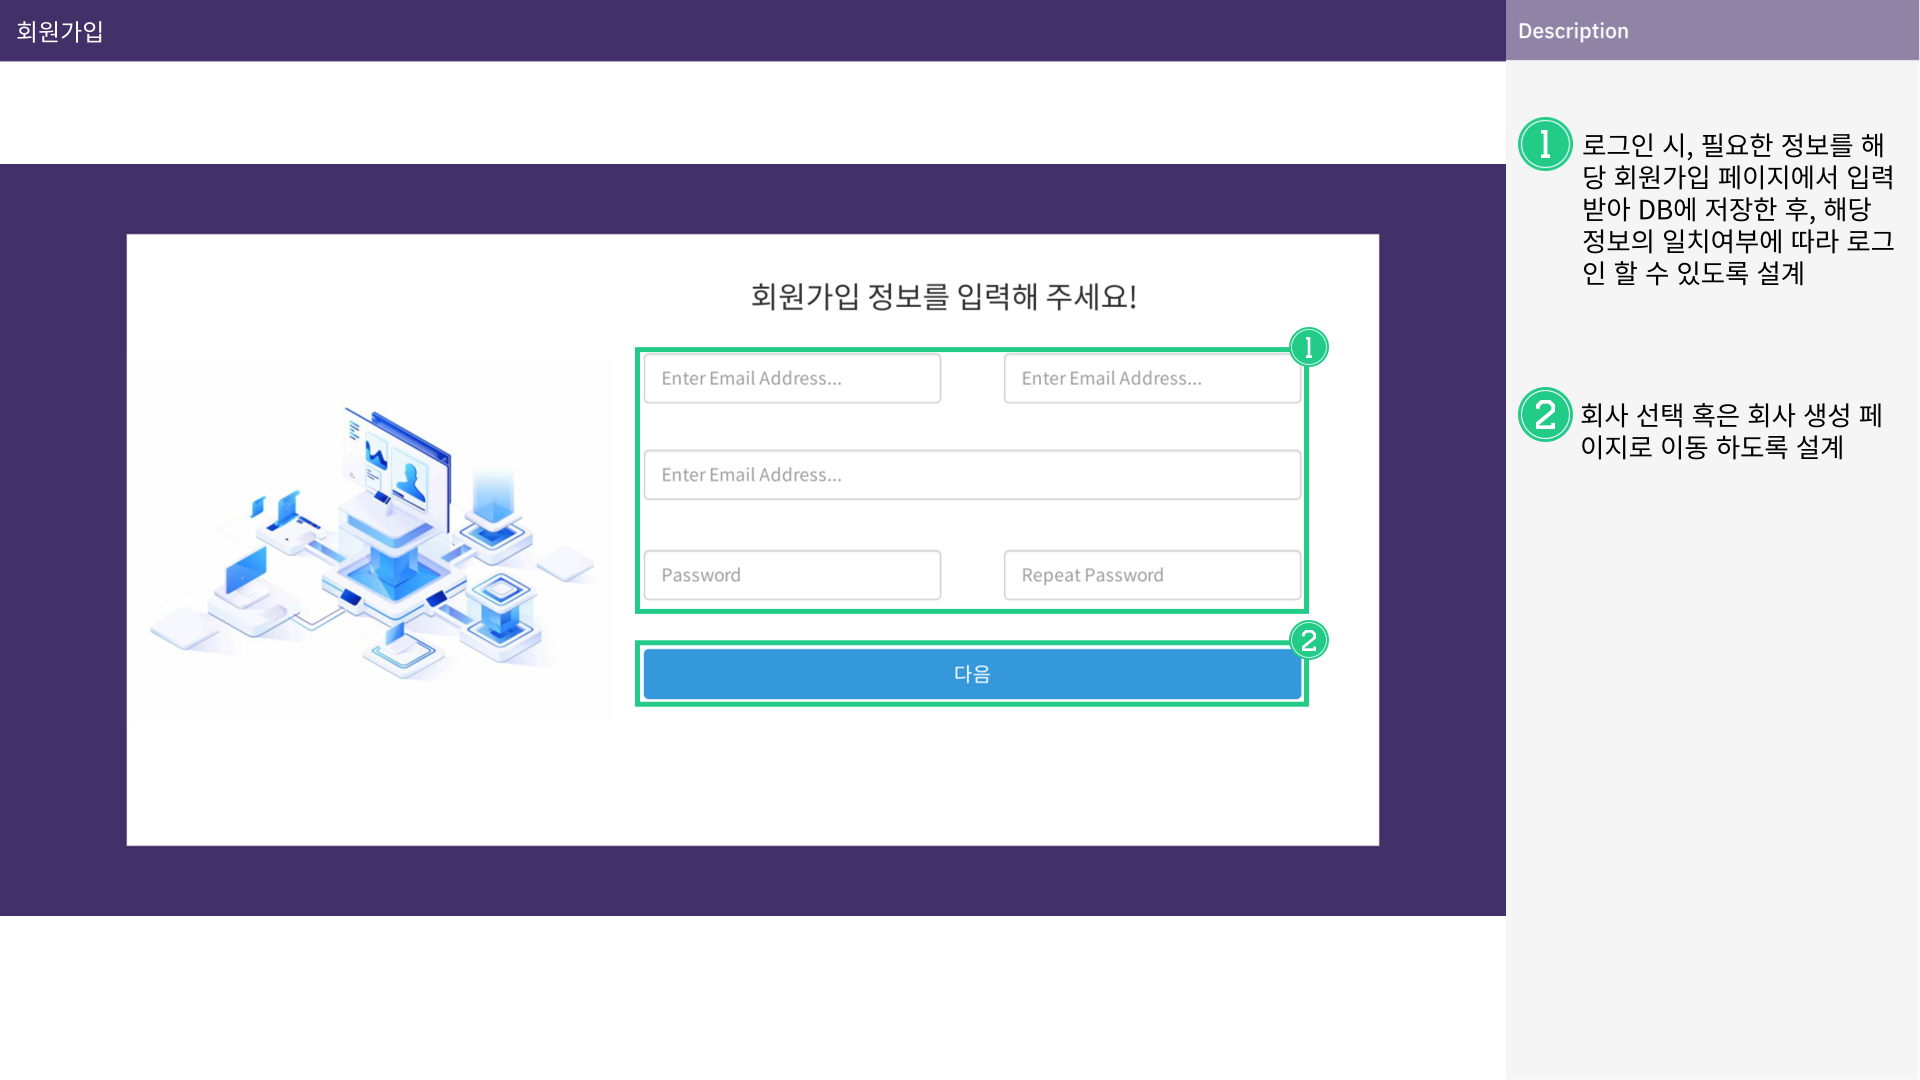 회원가입
Description
회원가입 정보를 입력해 주세요!
1
Enter Email Address...
Enter Email Address...
Enter Email Address...
Password
Repeat Password
2
다음
1
로그인 시, 필요한 정보를 해
당 회원가입 페이지에서 입력
받아 DB에 저장한 후, 해당
정보의 일치여부에 따라 로그
인 할 수 있도록 설계
2
회사 선택 혹은 회사 생성 페
이지로 이동 하도록 설계